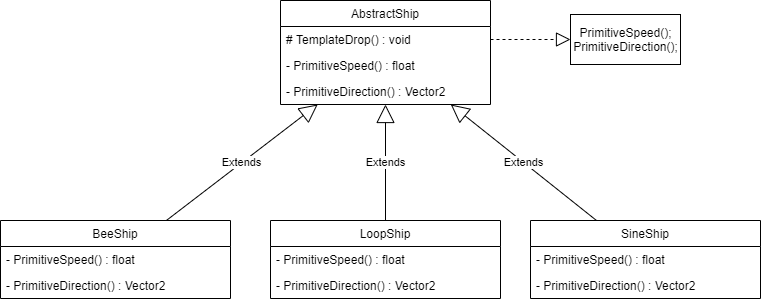 AbstractShip
# TemplateDrop() : void
- PrimitiveSpeed() : float
- PrimitiveDirection() : Vector2
PrimitiveSpeed();
PrimitiveDirection();
Extends
Extends
Extends
BeeShip
- PrimitiveSpeed() : float
- PrimitiveDirection() : Vector2
LoopShip
- PrimitiveSpeed() : float
- PrimitiveDirection() : Vector2
SineShip
- PrimitiveSpeed() : float
- PrimitiveDirection() : Vector2